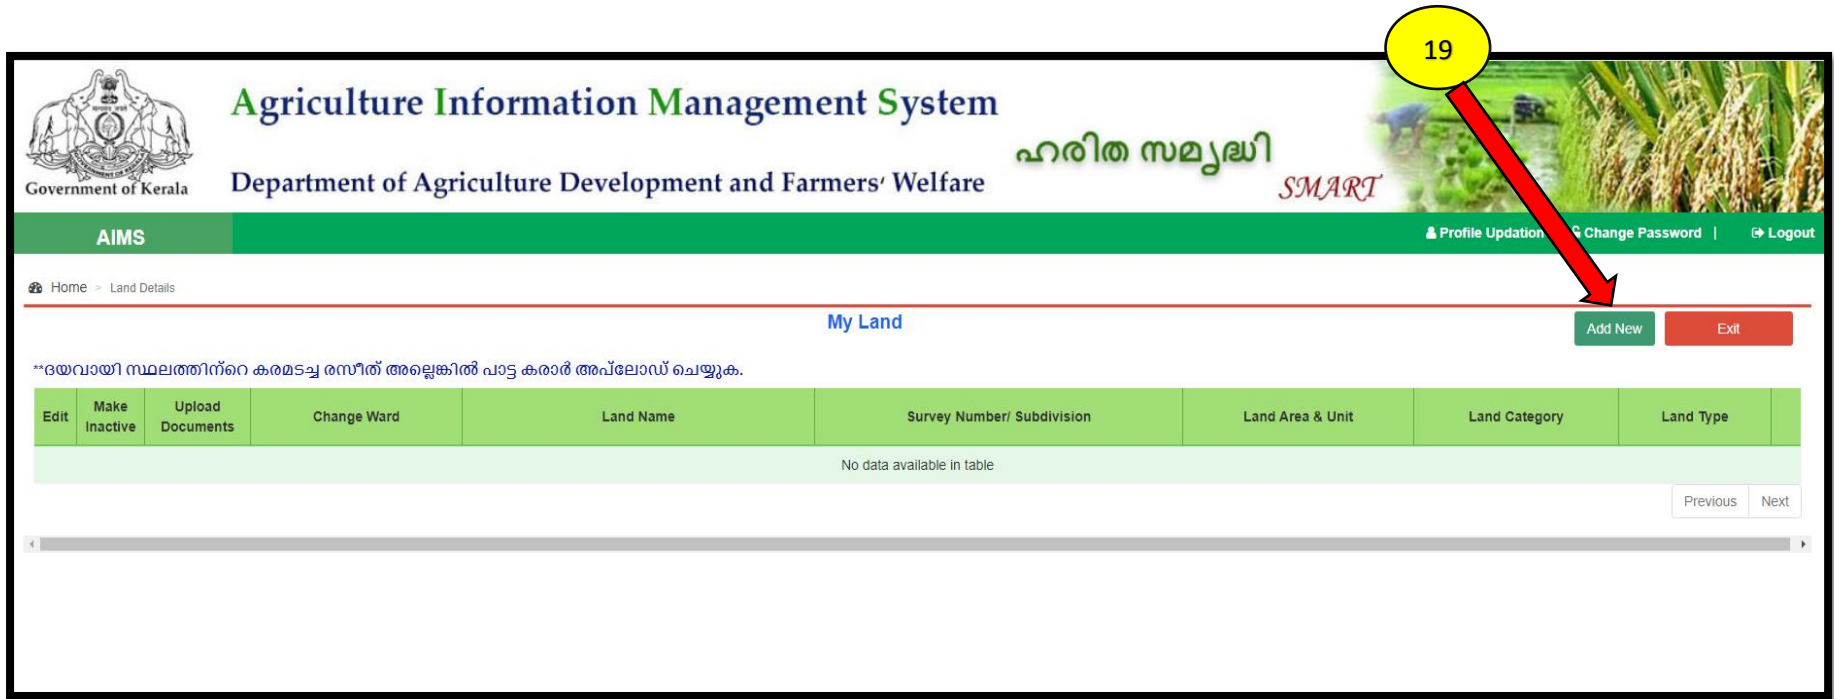 19
Agriculture Information Management System
ഹരിത സമൃദ്ധി
Government of Kerala
Department of Agriculture Development and Farmers' Welfare
SMART
AIMS
Profile Updation
Change Password |
Logout
Home > Land Details
My Land
Add New
Exit
**ദയവായി സ്ഥലത്തിന്റെ കരമടച്ച രസീത് അല്ലെങ്കിൽ പാട്ട കരാർ അപ്ലോഡ് ചെയ്യുക.
Edit
Make Inactive
Upload Documents
Change Ward
Land Name
Survey Number/ Subdivision
Land Area & Unit
Land Category
Land Type
No data available in table
Previous
Next